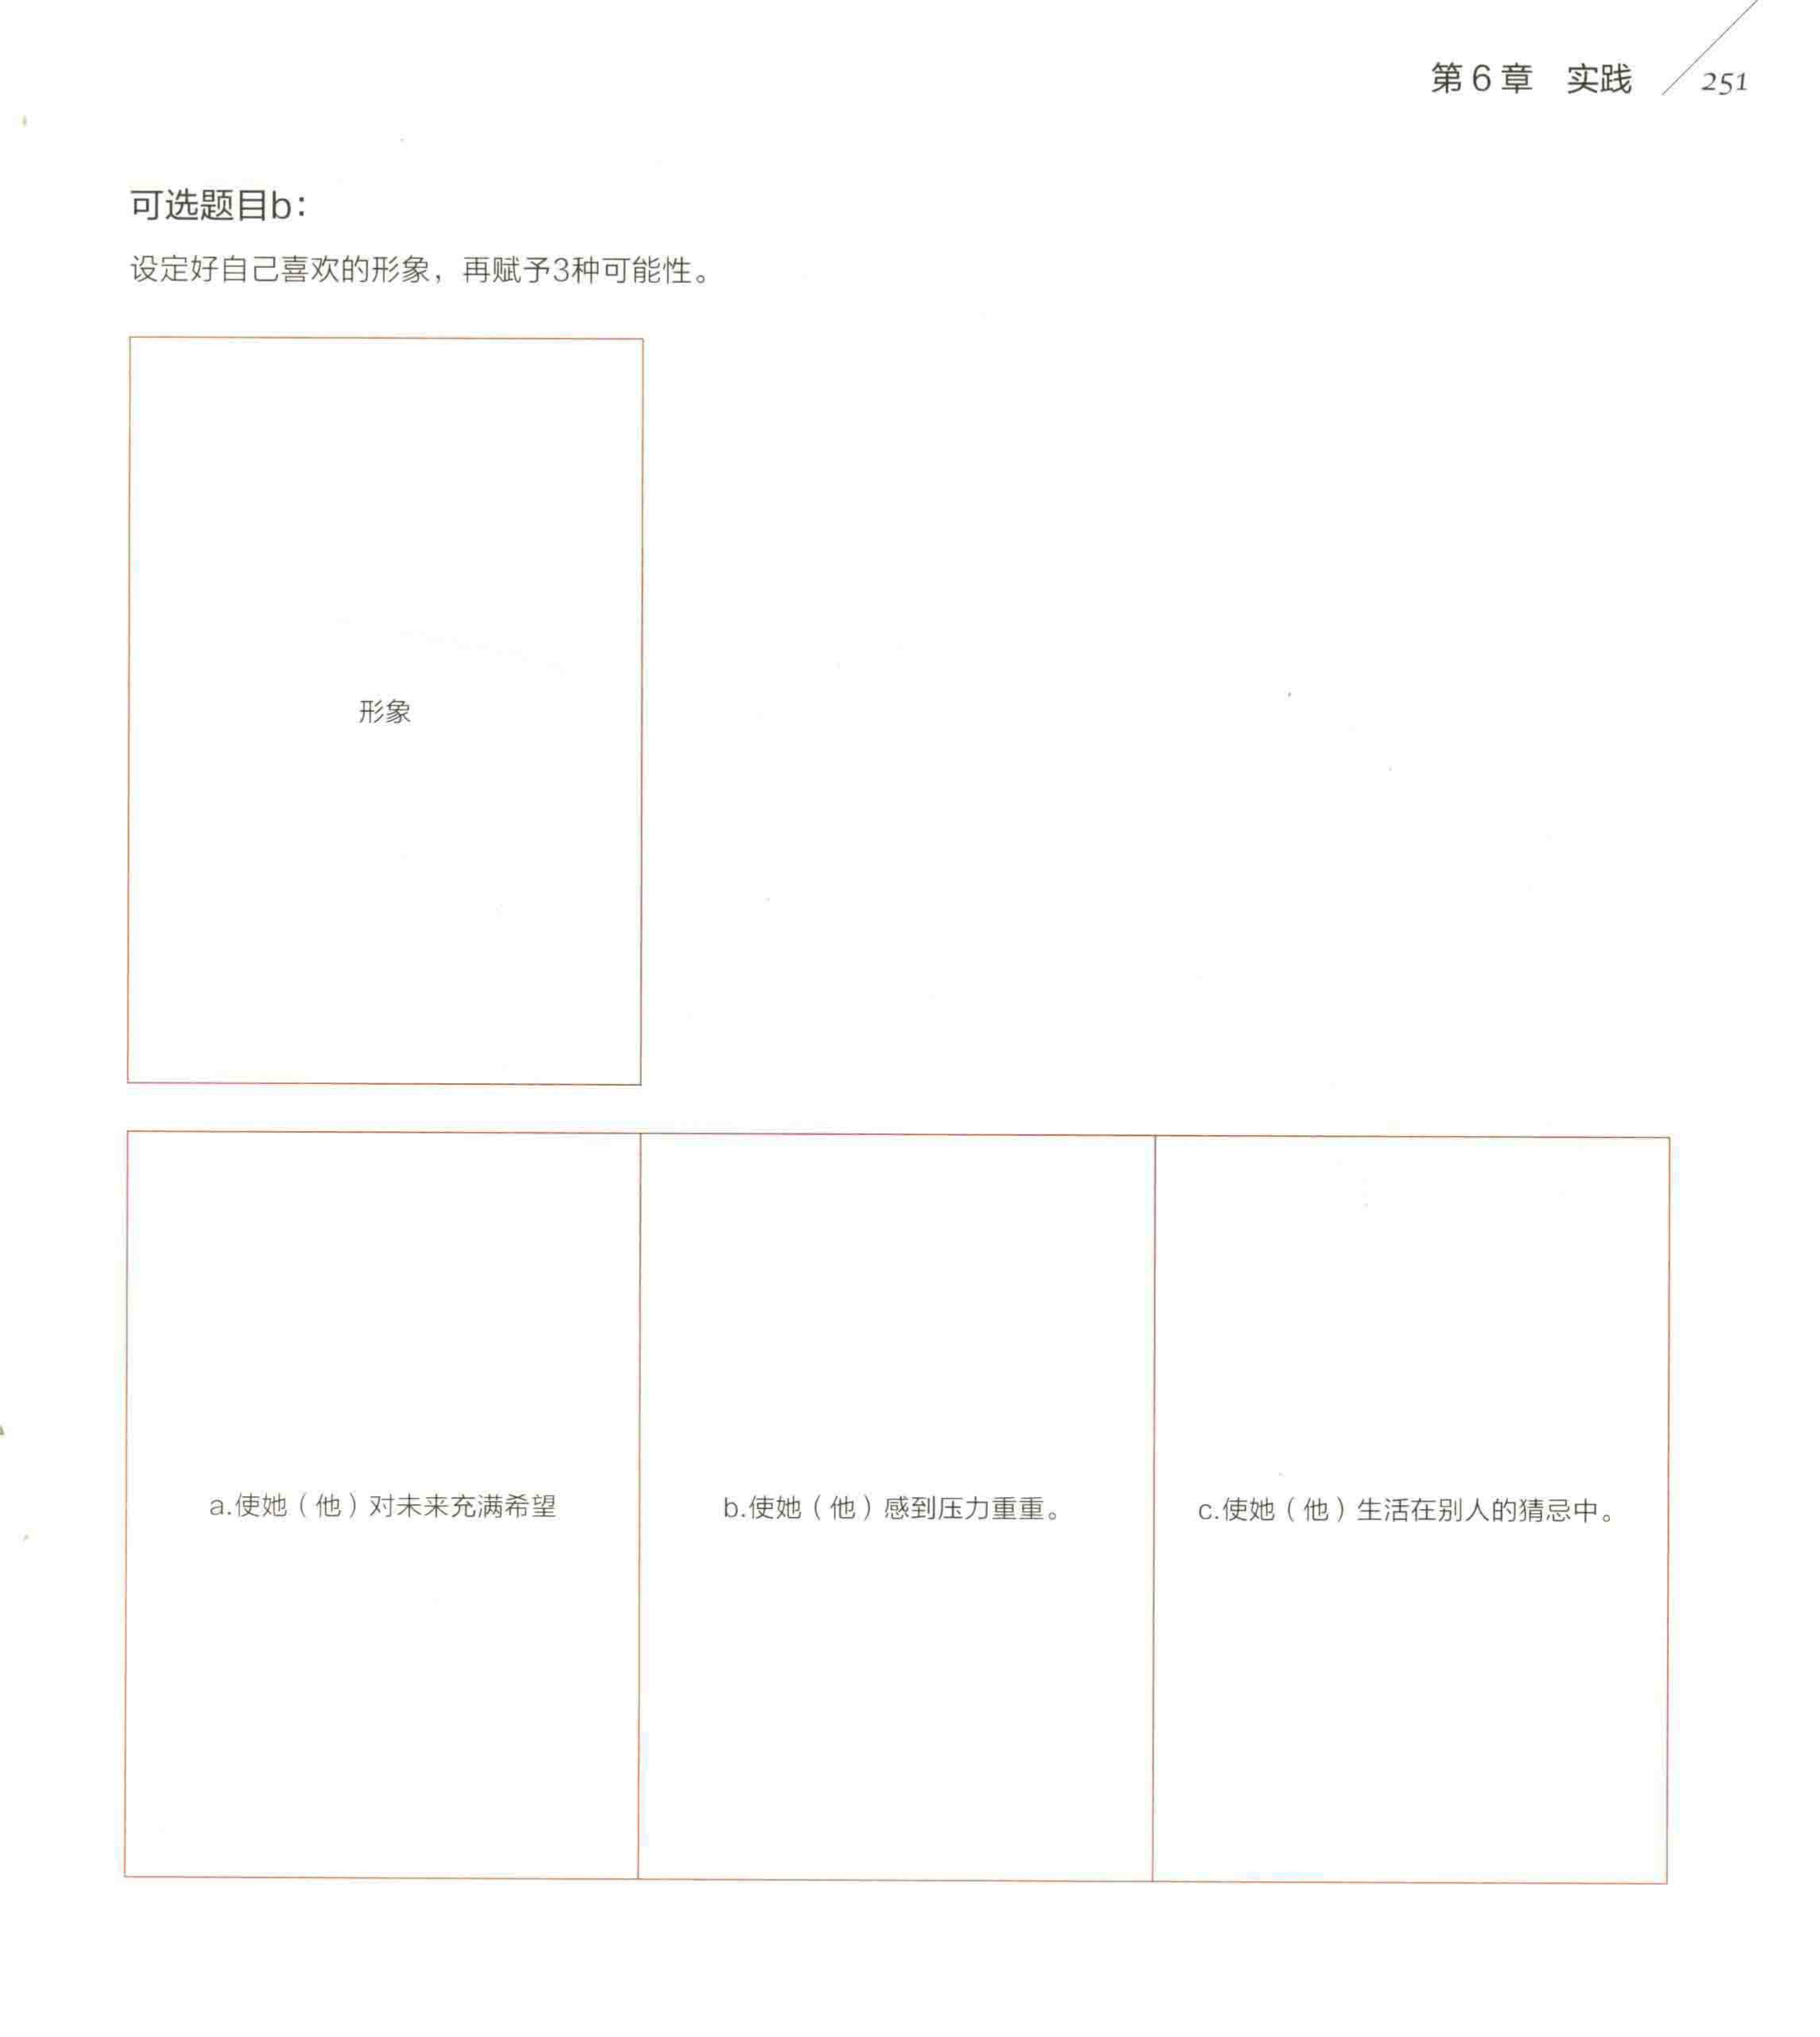 第6章 实践 251
可选题目b：
设定好自己喜欢的形象，再赋予3种可能性。
形象
a.使她（他）对未来充满希望
b.使她（他）感到压力重重。
c.使她（他）生活在别人的猜忌中。